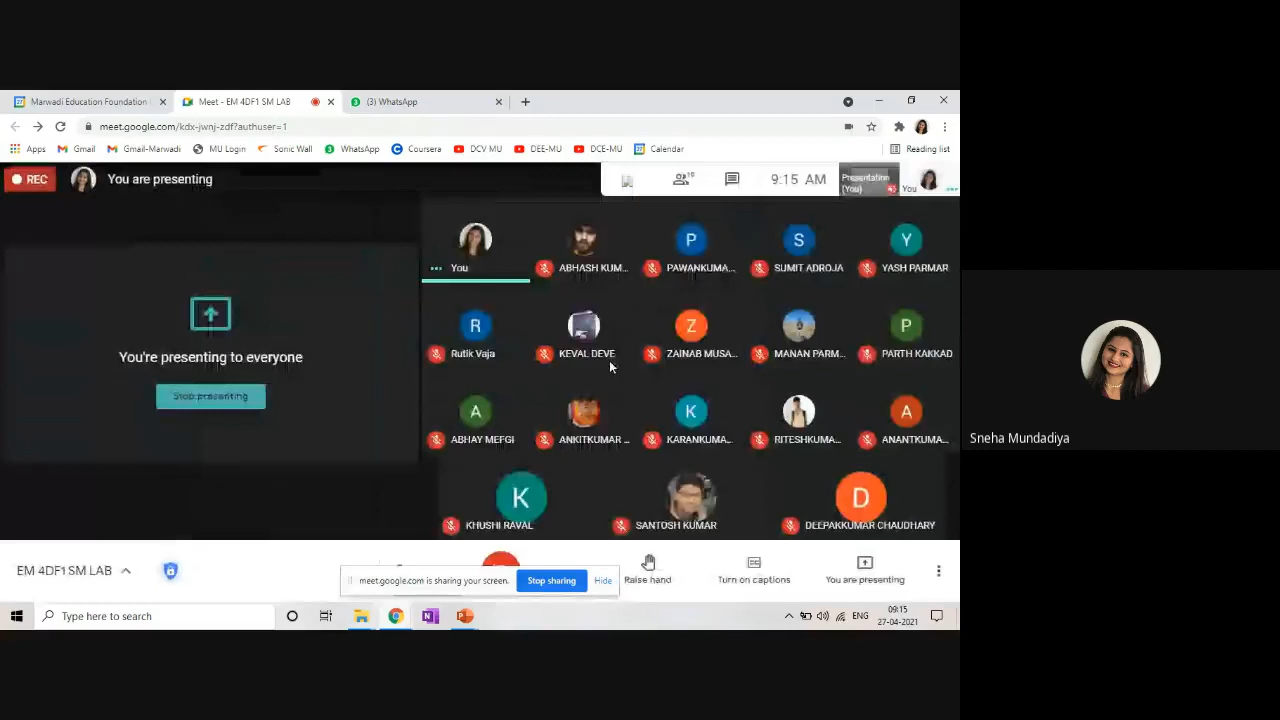 Marwadi Education Foundation
Meet - EM 4DF1 SM LAB
(3) WhatsApp
meet.google.com/kdx-jwnj-zdf?authuser=1
Apps
Gmail
Gmail-Marwadi
MU Login
Sonic Wall
WhatsApp
Coursera
DCV MU
DEE-MU
DCE-MU
Calendar
Reading list
REC
You are presenting
19
9:15 AM
Presentation
(You)
You
You're presenting to everyone
Stop presenting
You
ABHASH KUM...
P
PAWANKUMA...
S
SUMIT ADROJA
Y
YASH PARMAR
R
Rutik Vaja
KEVAL DEVE
Z
ZAINAB MUSA...
MANAN PARM...
P
PARTH KAKKAD
A
ABHAY MEFGI
ANKITKUMAR ...
K
KARANKUMA...
RITESHKUMA...
A
ANANTKUMA...
K
KHUSHI RAVAL
SANTOSH KUMAR
D
DEEPAKKUMAR CHAUDHARY
Sneha Mundadiya
EM 4DF1 SM LAB
meet.google.com is sharing your screen.
Stop sharing
Hide
Raise hand
Turn on captions
You are presenting
Type here to search
ENG
09:15
27-04-2021